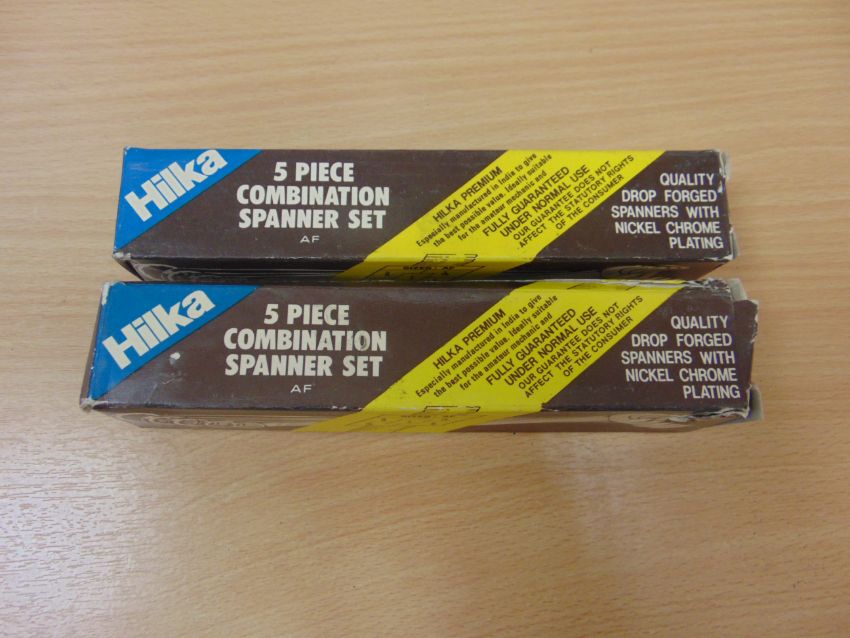 Hilka
5 PIECE
COMBINATION
SPANNER SET
AF
HILKA PREMIUM
Especially manufactured in India to give
the best possible value. Ideally suitable
for the amateur mechanic and
FULLY GUARANTEED
UNDER NORMAL USE
OUR GUARANTEE DOES NOT
AFFECT THE STATUTORY RIGHTS
OF THE CONSUMER
QUALITY
DROP FORGED
SPANNERS WITH
NICKEL CHROME
PLATING
SIZES: AF
Hilka
5 PIECE
COMBINATION
SPANNER SET
AF
HILKA PREMIUM
Especially manufactured in India to give
the best possible value. Ideally suitable
for the amateur mechanic and
FULLY GUARANTEED
UNDER NORMAL USE
OUR GUARANTEE DOES NOT
AFFECT THE STATUTORY RIGHTS
OF THE CONSUMER
QUALITY
DROP FORGED
SPANNERS WITH
NICKEL CHROME
PLATING